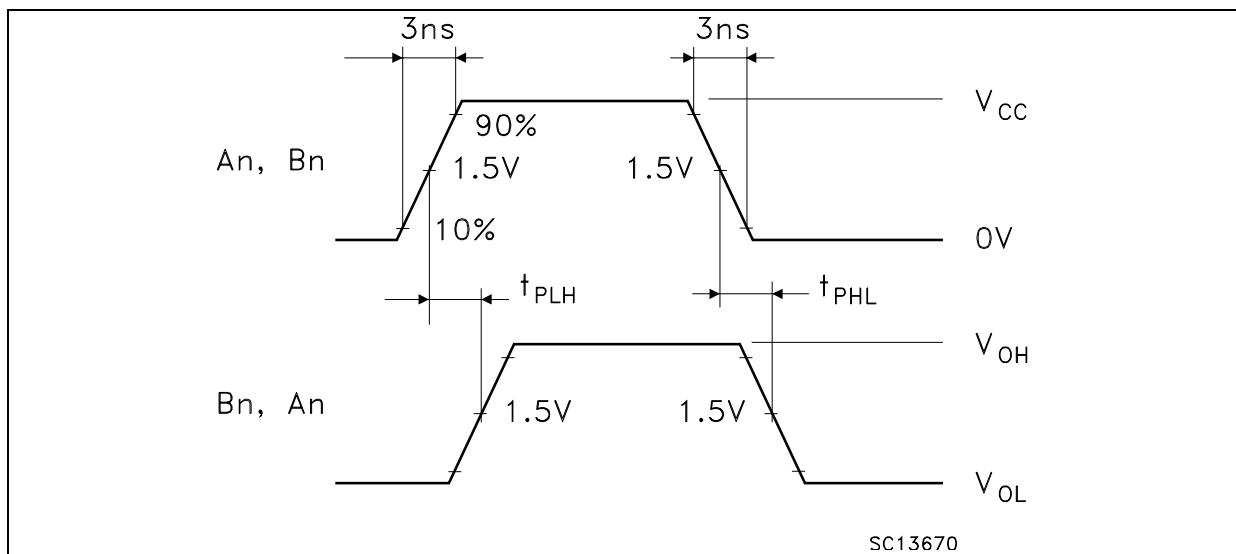 3ns 3ns
V_CC
90%
An, Bn 1.5V 1.5V
10%
0V
t_PLH t_PHL
V_OH
Bn, An 1.5V 1.5V
V_OL
SC13670